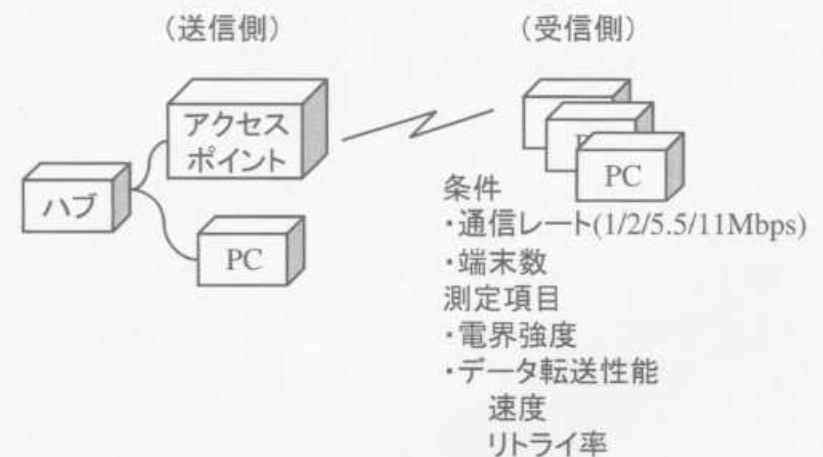 （送信側）
（受信側）
アクセス
ポイント
ハブ
PC
PC
条件
・通信レート(1/2/5.5/11Mbps)
・端末数
測定項目
・電界強度
・データ転送性能
速度
リトライ率